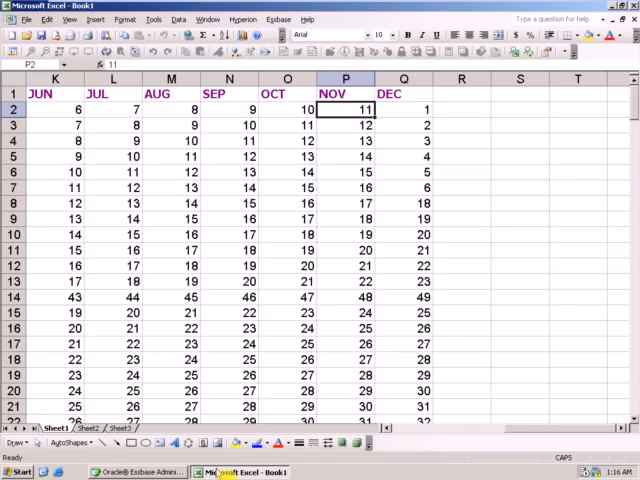 Microsoft Excel - Book1
File Edit View Insert Format Tools Data Window Hyperion Essbase Help
Type a question for help
Arial 10 B I U
P2 fx 11
K L M N O P Q R S T
1 JUN JUL AUG SEP OCT NOV DEC
2 6 7 8 9 10 11 1
3 7 8 9 10 11 12 2
4 8 9 10 11 12 13 3
5 9 10 11 12 13 14 4
6 10 11 12 13 14 15 5
7 11 12 13 14 15 16 6
8 12 13 14 15 16 17 18
9 13 14 15 16 17 18 19
10 14 15 16 17 18 19 20
11 15 16 17 18 19 20 21
12 16 17 18 19 20 21 22
13 17 18 19 20 21 22 23
14 43 44 45 46 47 48 49
15 19 20 21 22 23 24 25
16 20 21 22 23 24 25 26
17 21 22 23 24 25 26 27
18 22 23 24 25 26 27 28
19 23 24 25 26 27 28 29
20 24 25 26 27 28 29 30
21 25 26 27 28 29 30 31
22 26 27 28 29 30 31 32
Sheet1 Sheet2 Sheet3
Draw AutoShapes
Ready CAPS
Start Oracle® Essbase Admini... Microsoft Excel - Book1 1:16 AM